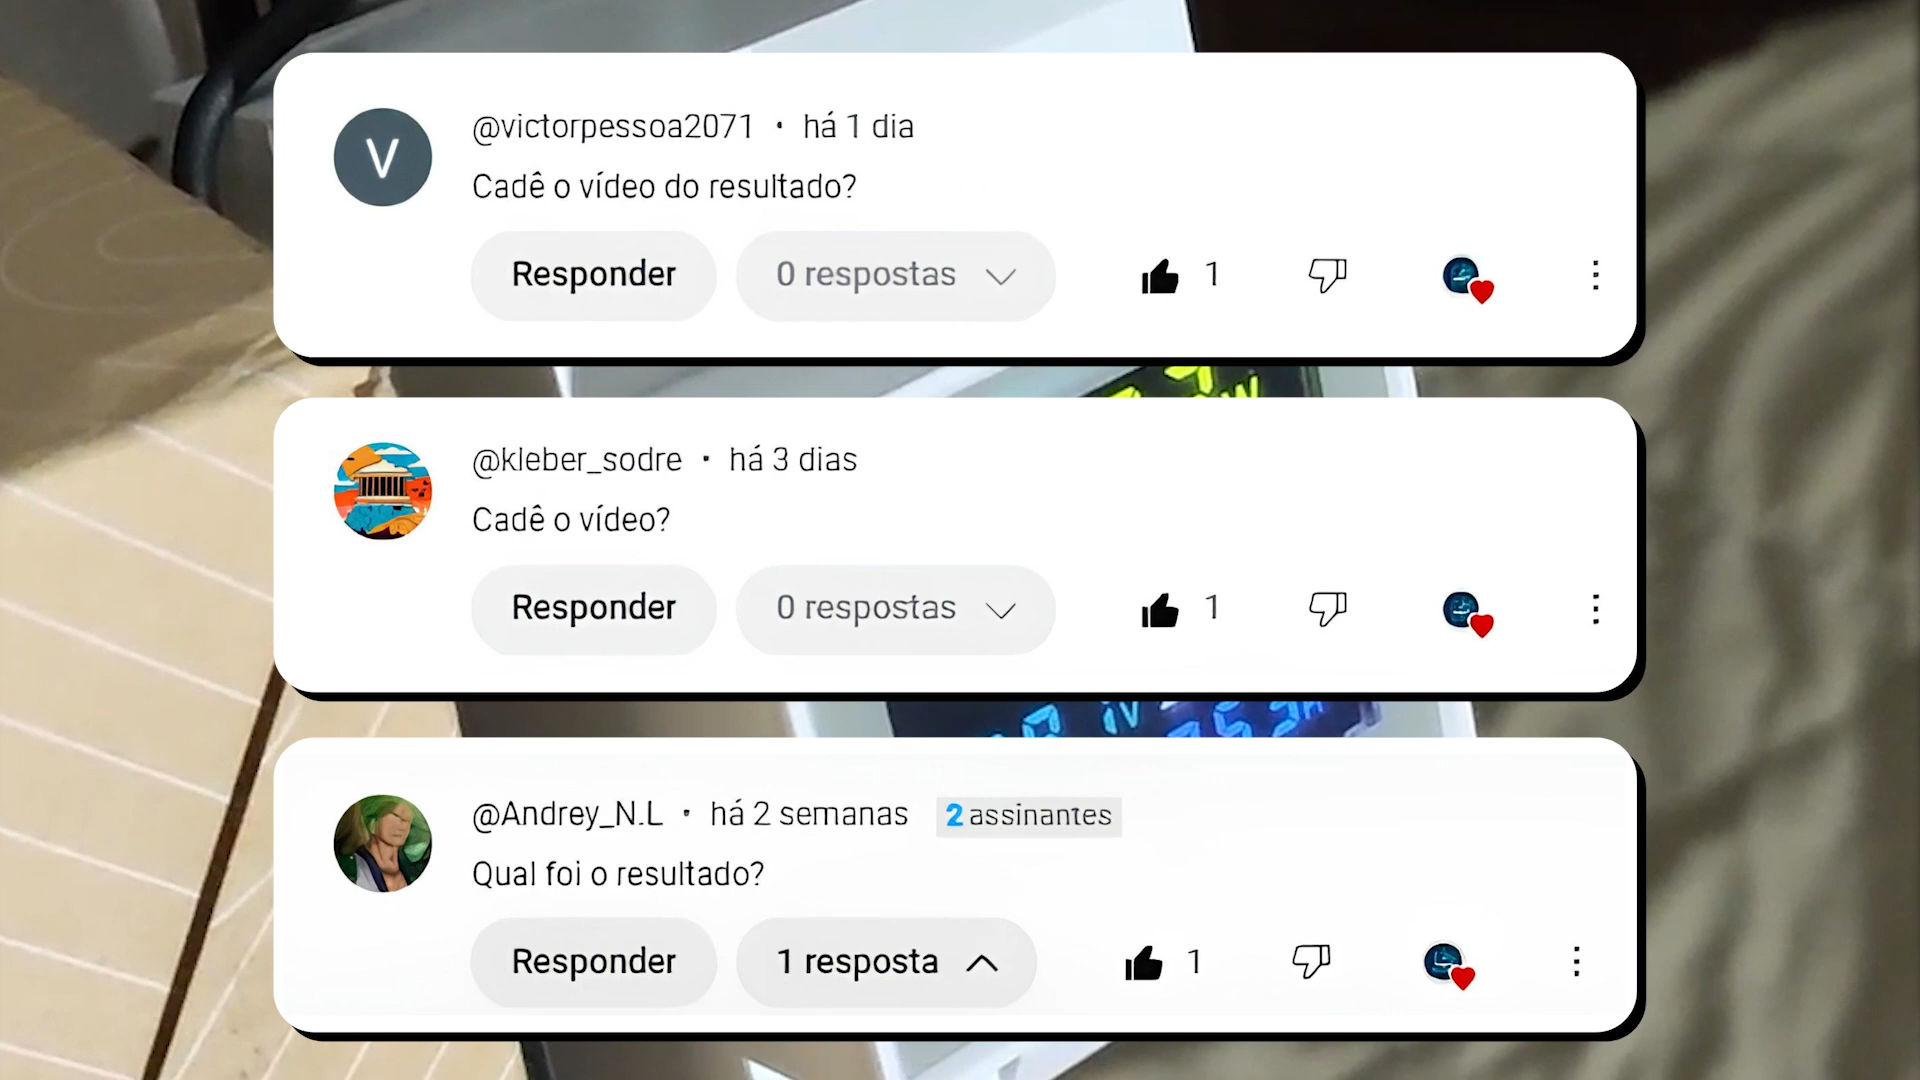 @victorpessoa2071 • há 1 dia
V
Cadê o vídeo do resultado?
Responder 0 respostas 1
@kleber_sodre • há 3 dias
Cadê o vídeo?
Responder 0 respostas 1
@Andrey_N.L • há 2 semanas 2 assinantes
Qual foi o resultado?
Responder 1 resposta 1